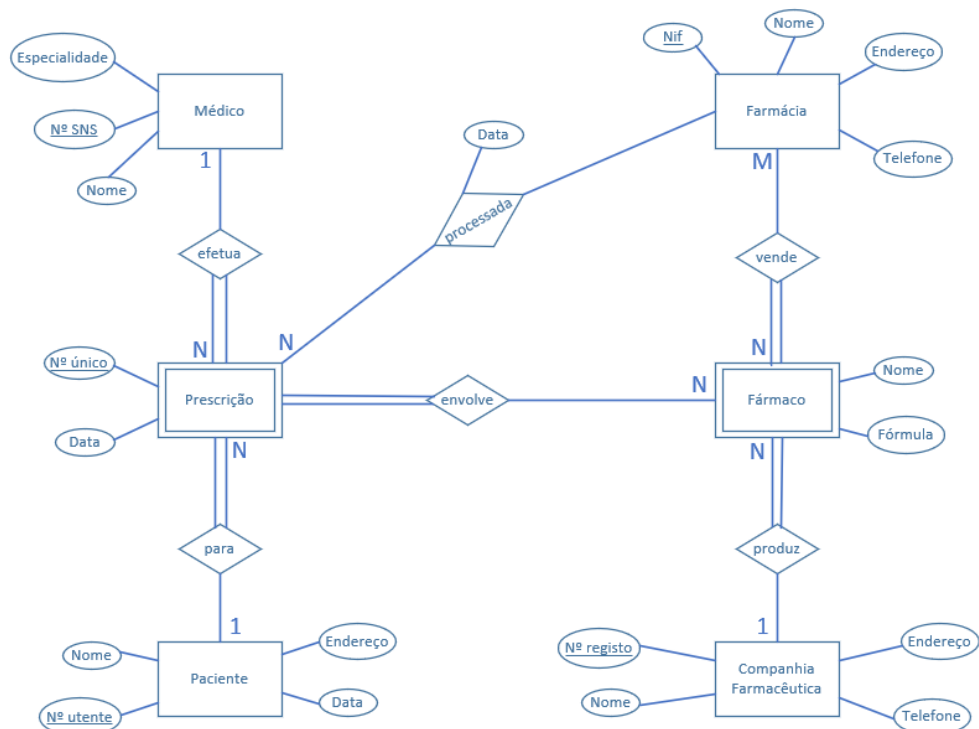 Especialidade
Nº SNS
Nome
Médico
1
efetua
N
Nif
Nome
Endereço
Telefone
Farmácia
M
Data
processada
N
vende
N
Nº único
Data
Prescrição
N
envolve
N
Fármaco
Nome
Fórmula
N
para
1
produz
1
Nome
Nº utente
Paciente
Endereço
Data
Nº registo
Nome
Companhia
Farmacêutica
Endereço
Telefone